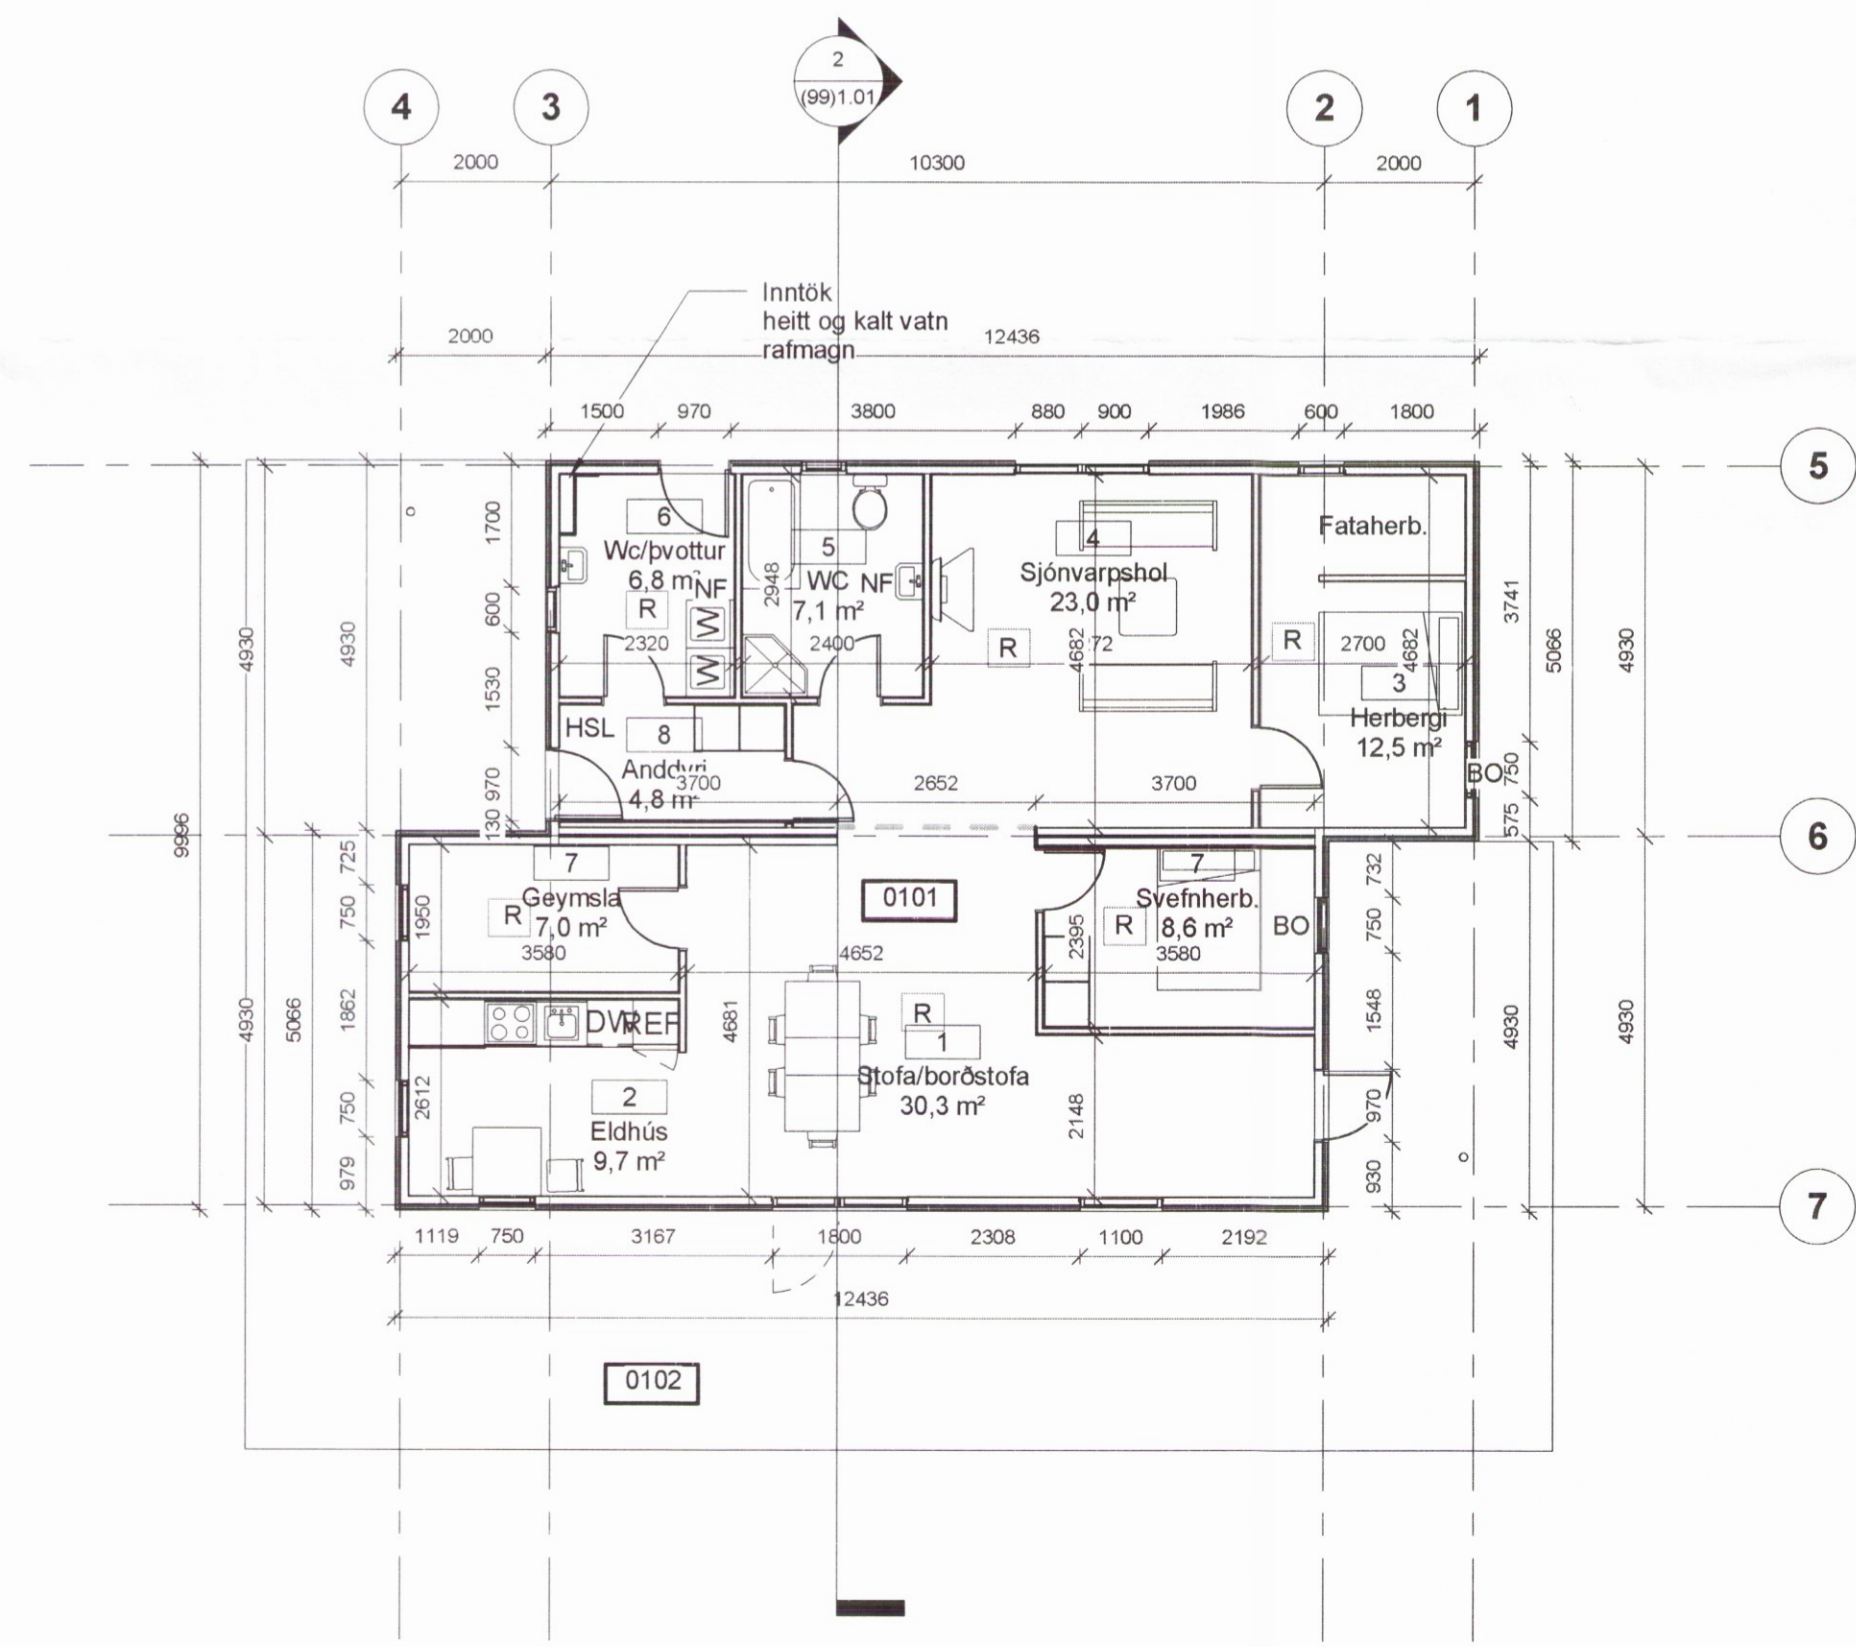 2
(99)1.01
4
3
2
1
2000
10300
2000
Inntök
heitt og kalt vatn
rafmagn
2000
12436
1500
970
3800
880
900
1986
600
1800
5
6
Wc/þvottur
6,8 m²
NF
R
2320
W
W
5
WC
NF
7,1 m²
2948
2400
4
Sjónvarpshol
23,0 m²
R
4682
72
Fataherb.
R
2700
4682
3
Herbergi
12,5 m²
BO
HSL
8
Anddyri
4,8 m²
3700
2652
3700
1700
600
1530
970
130
4930
4930
9996
3741
750
575
5066
4930
6
7
Geymsla
R
7,0 m²
3580
1950
0101
4652
4681
7
Svefnherb.
R
8,6 m²
BO
2395
3580
DW
REF
2
Eldhús
9,7 m²
2612
R
1
Stofa/borðstofa
30,3 m²
2148
725
750
1862
750
979
5066
4930
732
750
1548
970
930
4930
4930
7
1119
750
3167
1800
2308
1100
2192
12436
0102